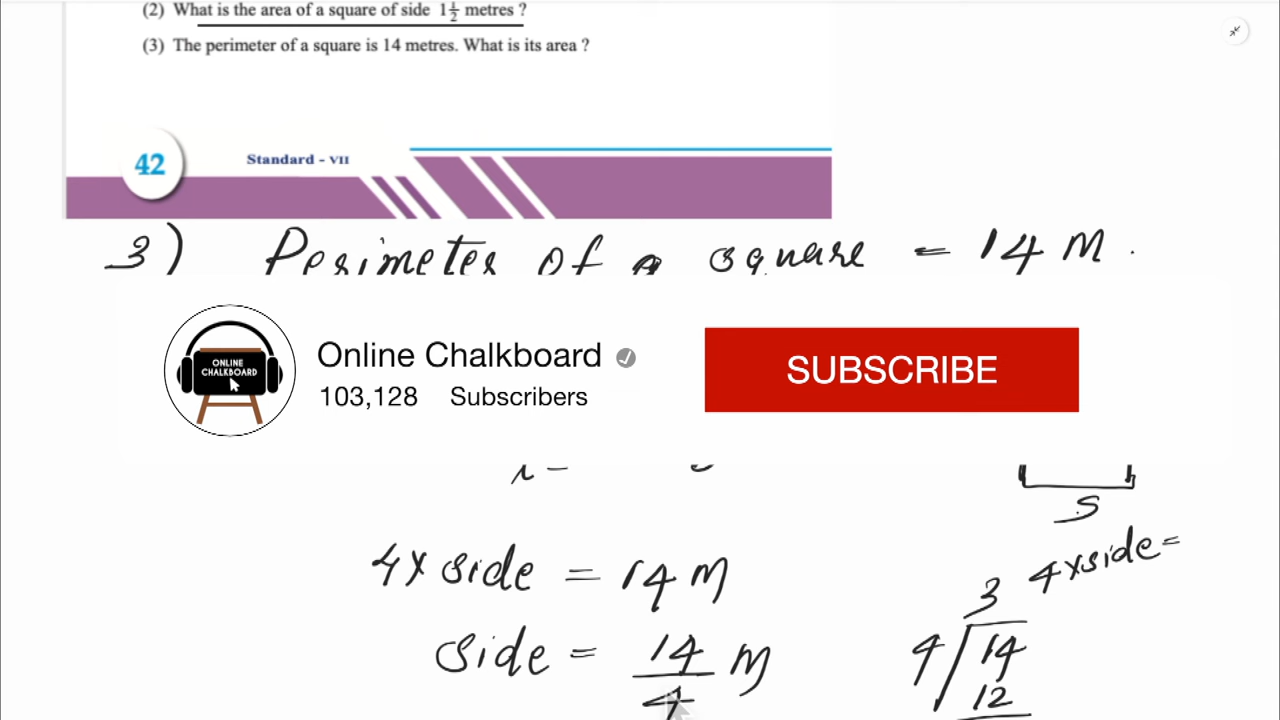 (2) What is the area of a square of side 1½ metres ?
(3) The perimeter of a square is 14 metres. What is its area ?
42
Standard - VII
3) Perimeter of a square = 14 m.
ONLINE
CHALKBOARD
Online Chalkboard
103,128 Subscribers
SUBSCRIBE
S
4×side =
4×side = 14 m
side = 14/4 m
3
4 14
12